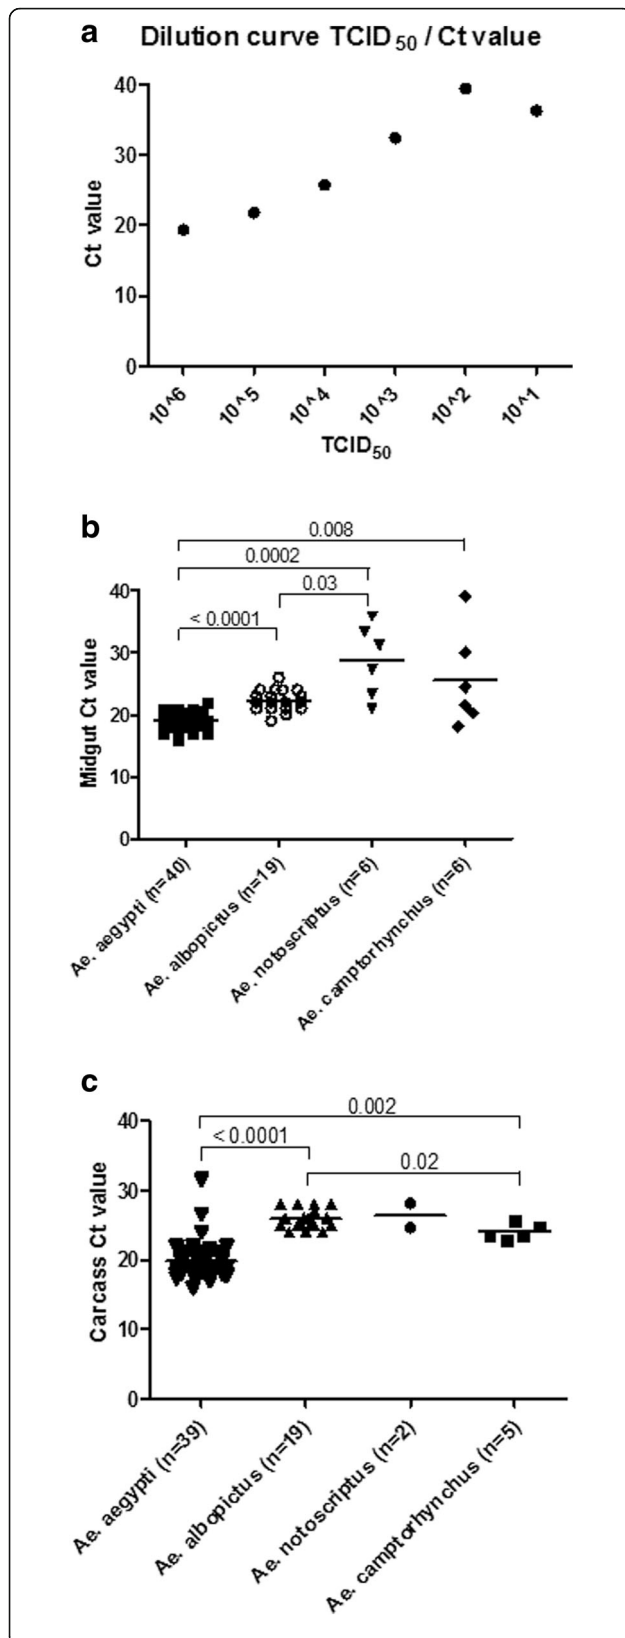 a
Dilution curve TCID50 / Ct value
40
30
20
10
0
Ct value
10^6
10^5
10^4
10^3
10^2
10^1
TCID50
b
0.008
0.0002
0.03
< 0.0001
40
30
20
10
0
Midgut Ct value
Ae. aegypti (n=40)
Ae. albopictus (n=19)
Ae. notoscriptus (n=6)
Ae. camptorhynchus (n=6)
c
0.002
< 0.0001
0.02
40
30
20
10
0
Carcass Ct value
Ae. aegypti (n=39)
Ae. albopictus (n=19)
Ae. notoscriptus (n=2)
Ae. camptorhynchus (n=5)